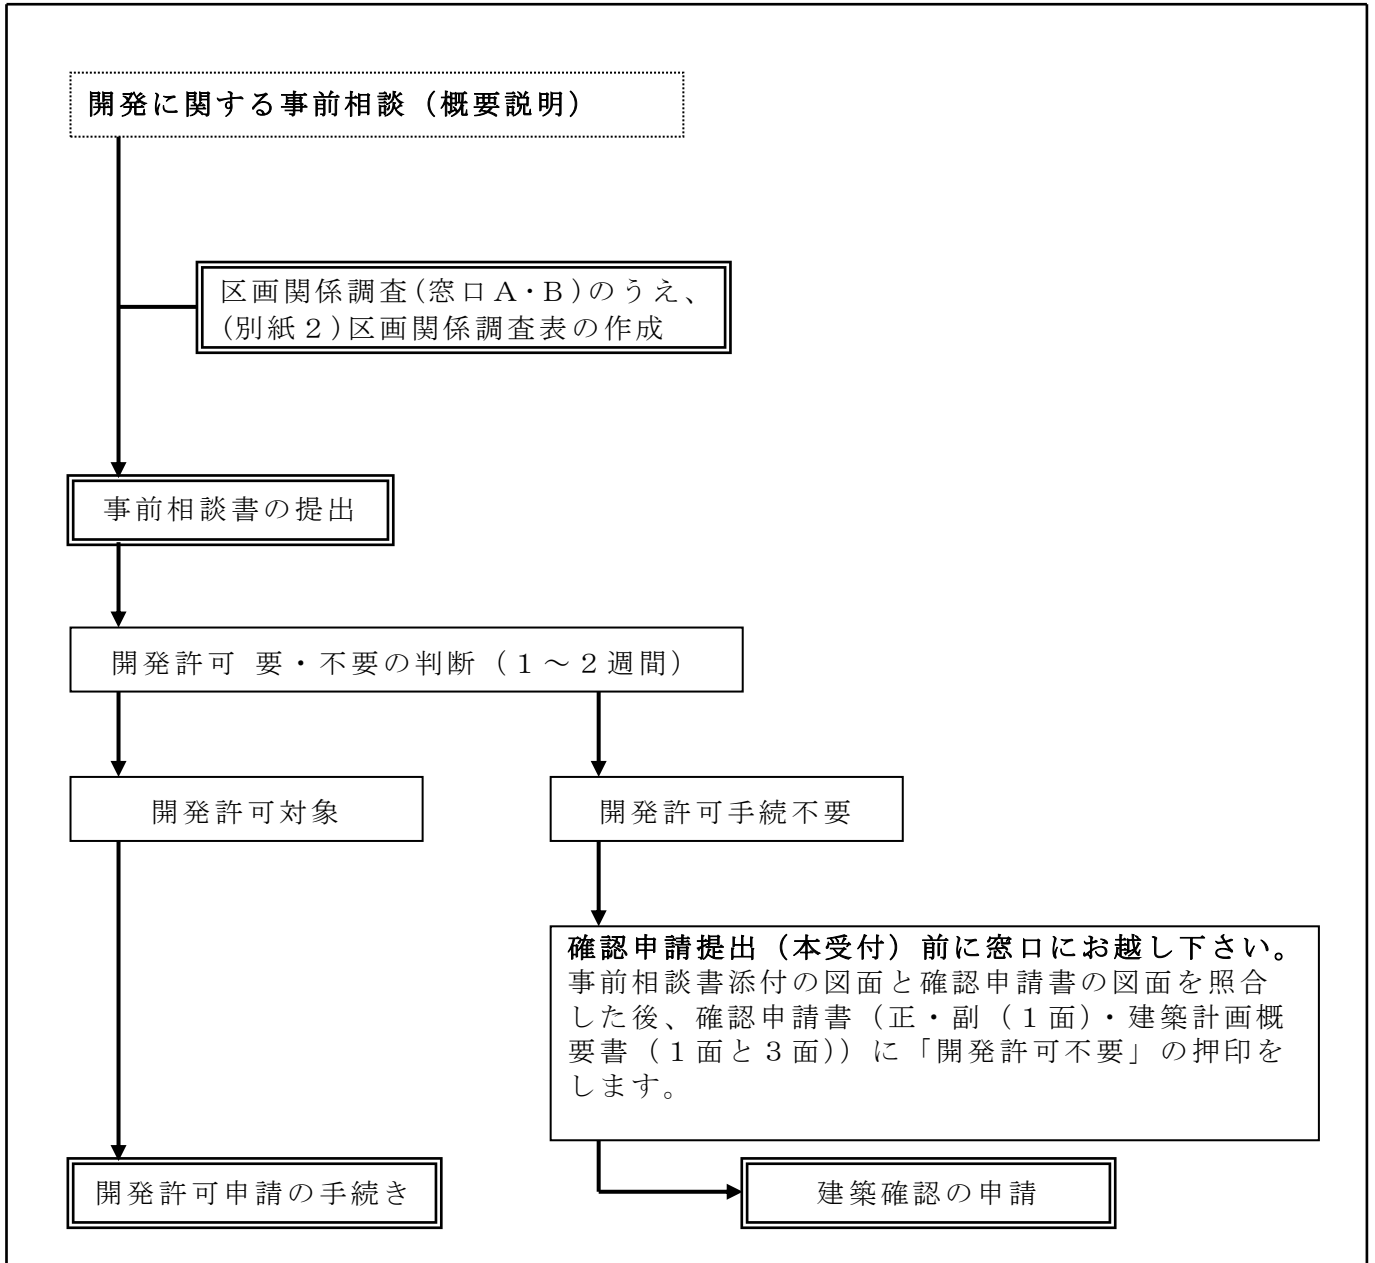 開発に関する事前相談（概要説明）
区画関係調査(窓口Ａ･Ｂ)のうえ、
(別紙２)区画関係調査表の作成
事前相談書の提出
開発許可 要・不要の判断（１～２週間）
開発許可対象
開発許可手続不要
確認申請提出（本受付）前に窓口にお越し下さい。
事前相談書添付の図面と確認申請書の図面を照合
した後、確認申請書（正・副（１面)・建築計画概
要書（１面と３面)）に「開発許可不要」の押印を
します。
開発許可申請の手続き
建築確認の申請